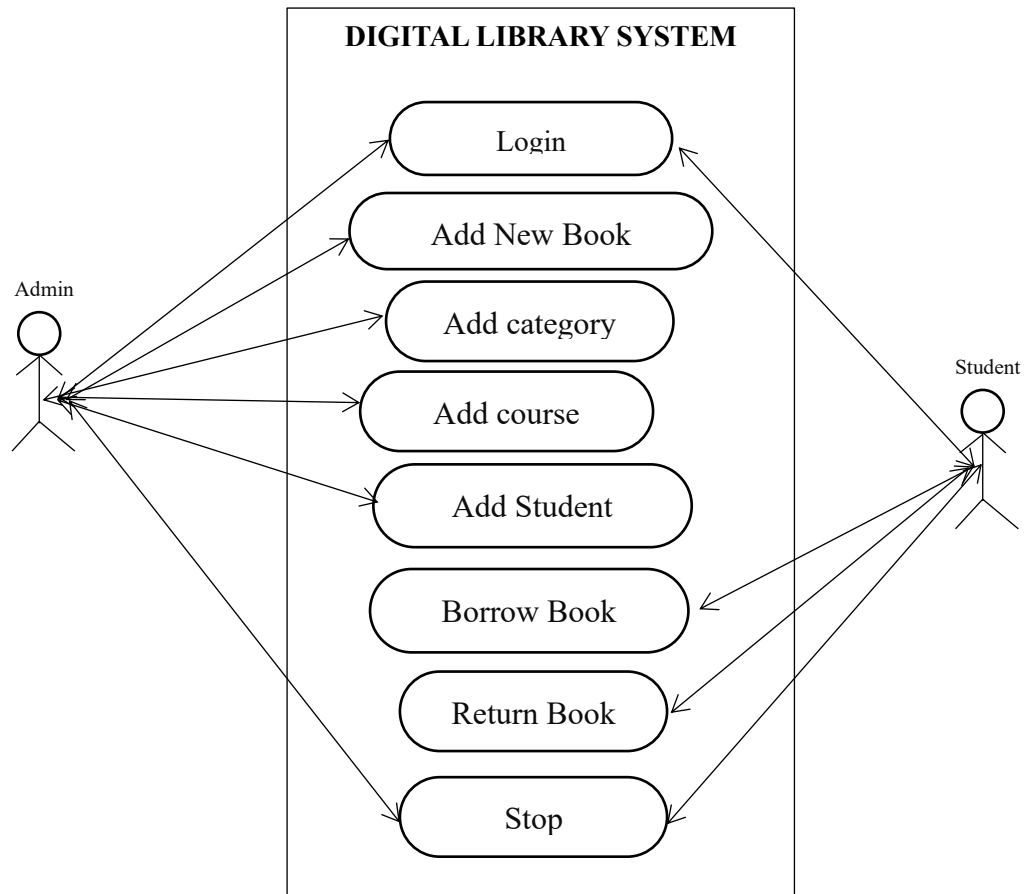 DIGITAL LIBRARY SYSTEM
Login
Add New Book
Admin
Add category
Student
Add course
Add Student
Borrow Book
Return Book
Stop